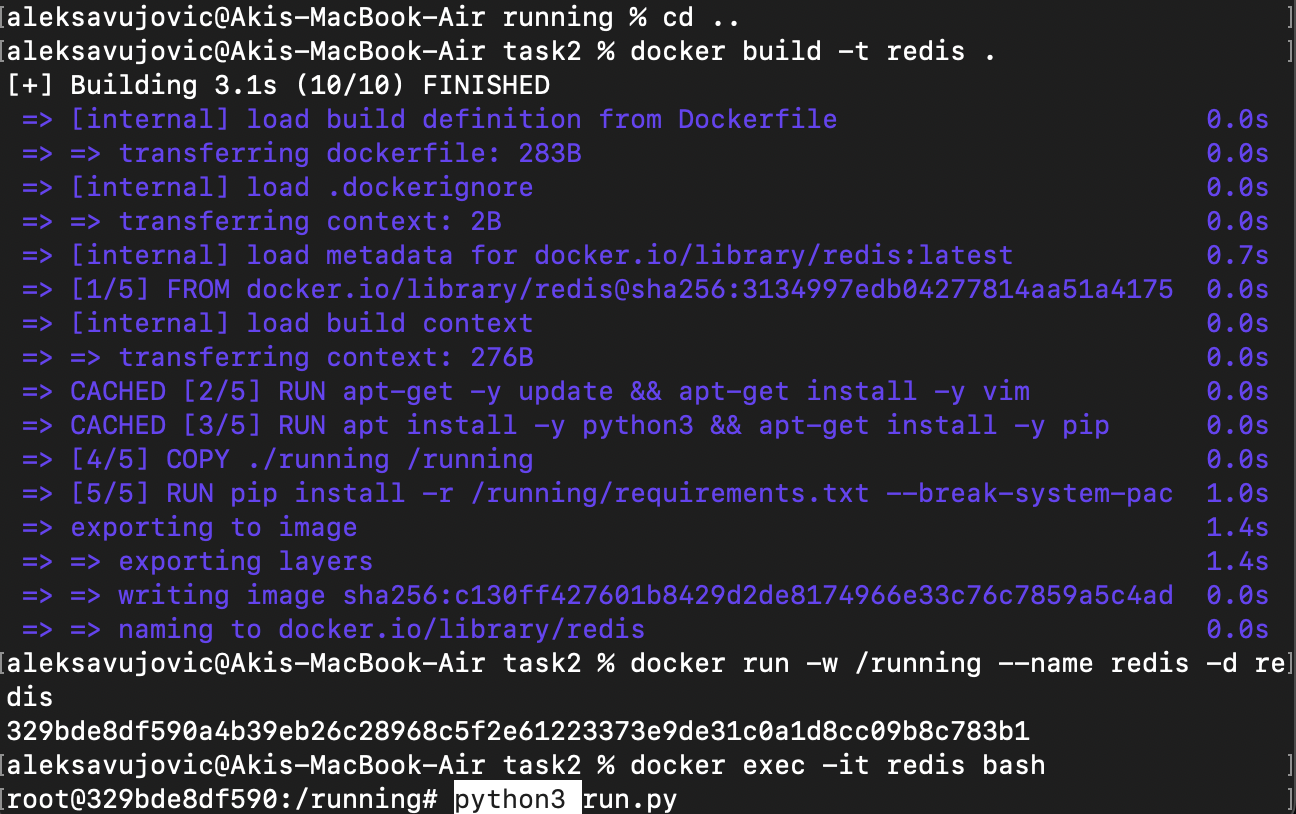 [aleksavujovic@Akis-MacBook-Air running % cd ..                                  ]
[aleksavujovic@Akis-MacBook-Air task2 % docker build -t redis .                  ]
[+] Building 3.1s (10/10) FINISHED
 => [internal] load build definition from Dockerfile                       0.0s
 => => transferring dockerfile: 283B                                       0.0s
 => [internal] load .dockerignore                                          0.0s
 => => transferring context: 2B                                            0.0s
 => [internal] load metadata for docker.io/library/redis:latest            0.7s
 => [1/5] FROM docker.io/library/redis@sha256:3134997edb04277814aa51a4175  0.0s
 => [internal] load build context                                          0.0s
 => => transferring context: 276B                                          0.0s
 => CACHED [2/5] RUN apt-get -y update && apt-get install -y vim           0.0s
 => CACHED [3/5] RUN apt install -y python3 && apt-get install -y pip      0.0s
 => [4/5] COPY ./running /running                                          0.0s
 => [5/5] RUN pip install -r /running/requirements.txt --break-system-pac  1.0s
 => exporting to image                                                     1.4s
 => => exporting layers                                                    1.4s
 => => writing image sha256:c130ff427601b8429d2de8174966e33c76c7859a5c4ad  0.0s
 => => naming to docker.io/library/redis                                   0.0s
[aleksavujovic@Akis-MacBook-Air task2 % docker run -w /running --name redis -d re]
dis
329bde8df590a4b39eb26c28968c5f2e61223373e9de31c0a1d8cc09b8c783b1
[aleksavujovic@Akis-MacBook-Air task2 % docker exec -it redis bash               ]
[root@329bde8df590:/running# python3 run.py                                      ]